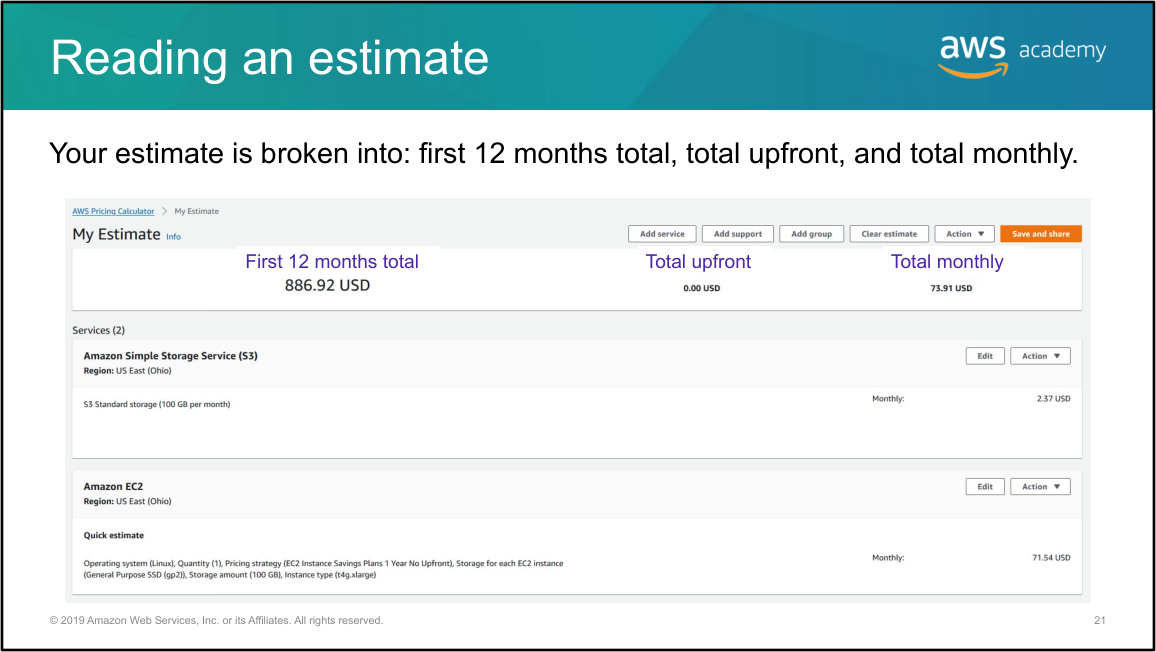 Reading an estimate
aws academy
Your estimate is broken into: first 12 months total, total upfront, and total monthly.
AWS Pricing Calculator > My Estimate
My Estimate Info
Add service Add support Add group Clear estimate Action ▼ Save and share
First 12 months total Total upfront Total monthly
886.92 USD 0.00 USD 73.91 USD
Services (2)
Amazon Simple Storage Service (S3) Edit Action ▼
Region: US East (Ohio)
S3 Standard storage (100 GB per month) Monthly: 2.37 USD
Amazon EC2 Edit Action ▼
Region: US East (Ohio)
Quick estimate
Operating system (Linux), Quantity (1), Pricing strategy (EC2 Instance Savings Plans 1 Year No Upfront), Storage for each EC2 instance Monthly: 71.54 USD
(General Purpose SSD (gp2)), Storage amount (100 GB), Instance type (t4g.xlarge)
© 2019 Amazon Web Services, Inc. or its Affiliates. All rights reserved. 21